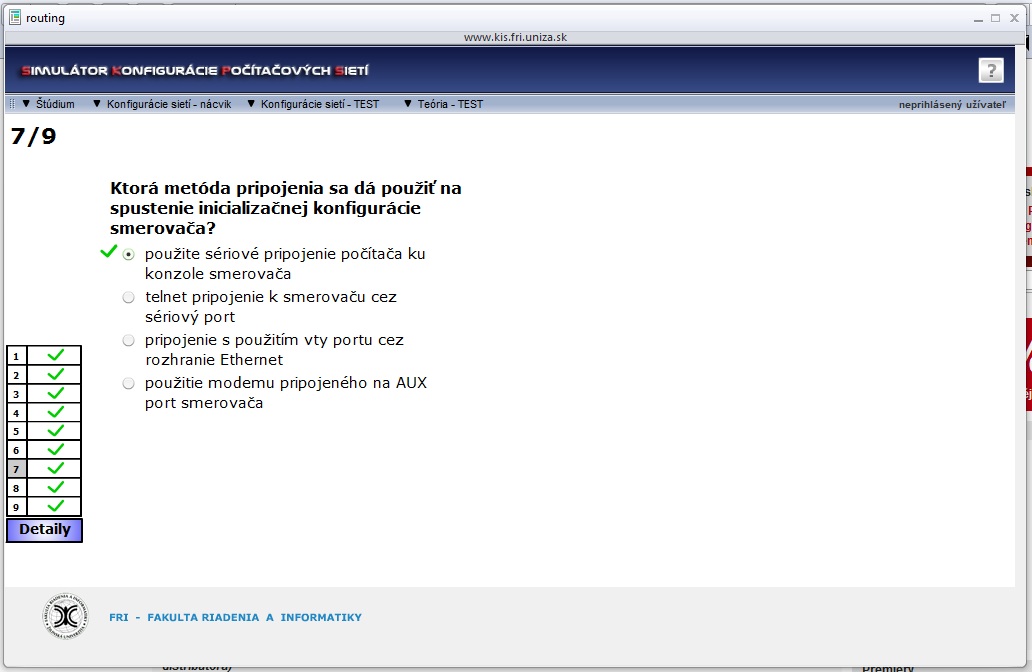 routing
www.kis.fri.uniza.sk
SIMULÁTOR KONFIGURÁCIE POČÍTAČOVÝCH SIETÍ
?
▼ Štúdium ▼ Konfigurácie sietí - nácvik ▼ Konfigurácie sietí - TEST ▼ Teória - TEST neprihlásený užívateľ
7/9
Ktorá metóda pripojenia sa dá použiť na
spustenie inicializačnej konfigurácie
smerovača?
použite sériové pripojenie počítača ku
konzole smerovača
telnet pripojenie k smerovaču cez
sériový port
pripojenie s použitím vty portu cez
rozhranie Ethernet
použitie modemu pripojeného na AUX
port smerovača
1
2
3
4
5
6
7
8
9
Detaily
FRI - FAKULTA RIADENIA A INFORMATIKY
distribútora)
Premiéry